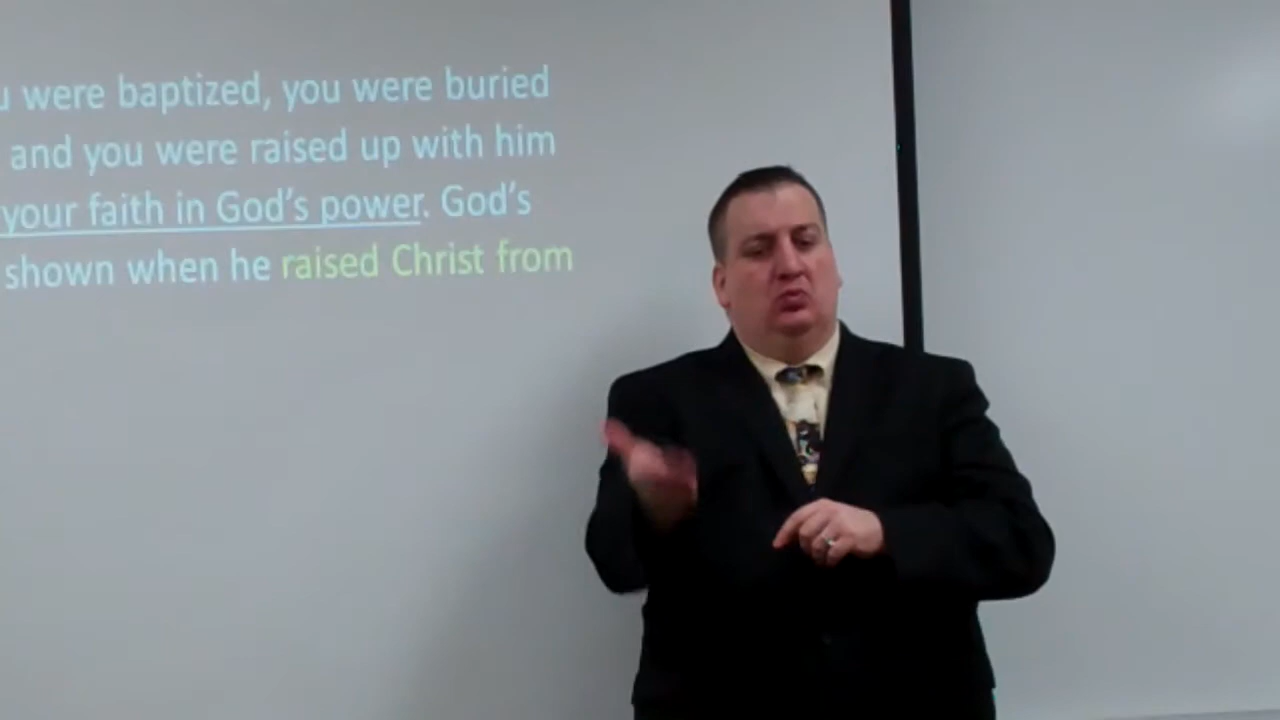 were baptized, you were buried
and you were raised up with him
your faith in God's power. God's
shown when he raised Christ from